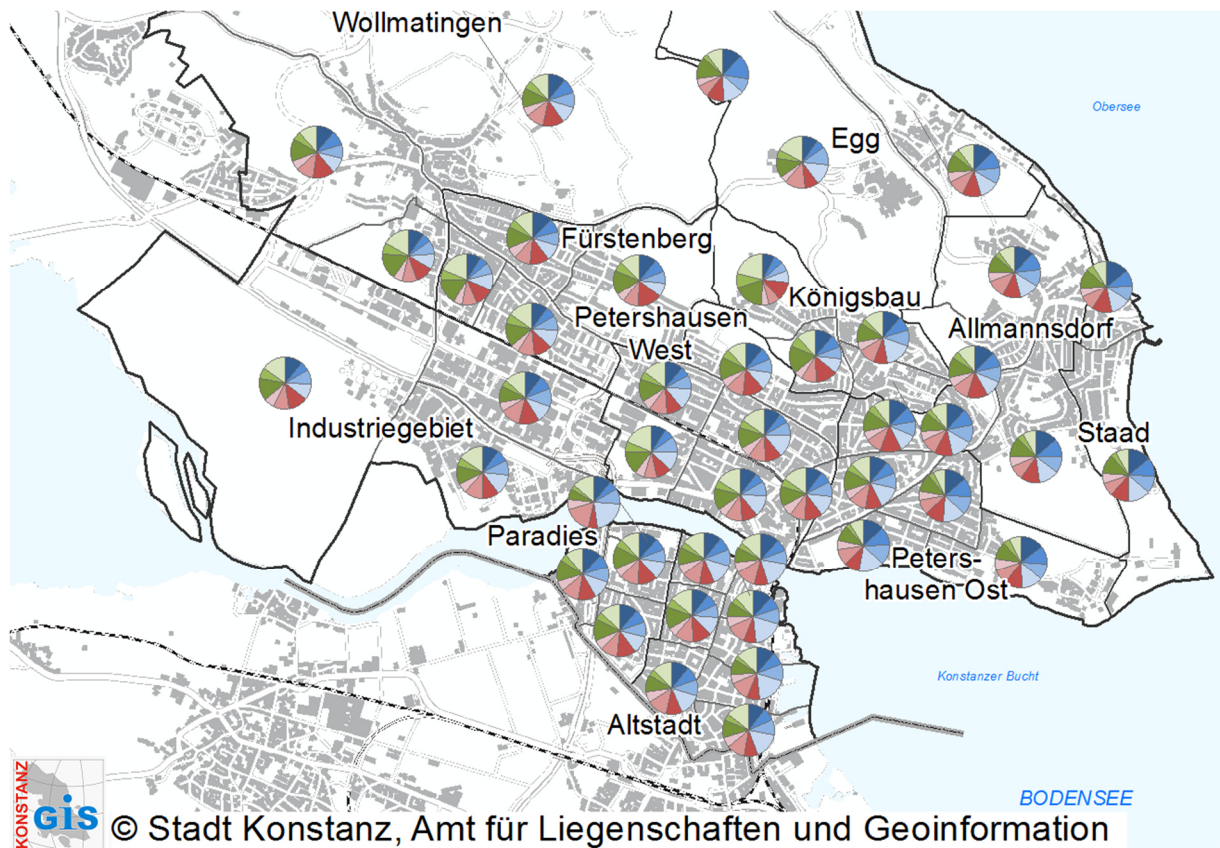 Wollmatingen
Obersee
Egg
Fürstenberg
Königsbau
Petershausen
West
Allmannsdorf
Industriegebiet
Staad
Paradies
Peters-
hausen Ost
Konstanzer Bucht
Altstadt
BODENSEE
KONSTANZ
GiS
© Stadt Konstanz, Amt für Liegenschaften und Geoinformation